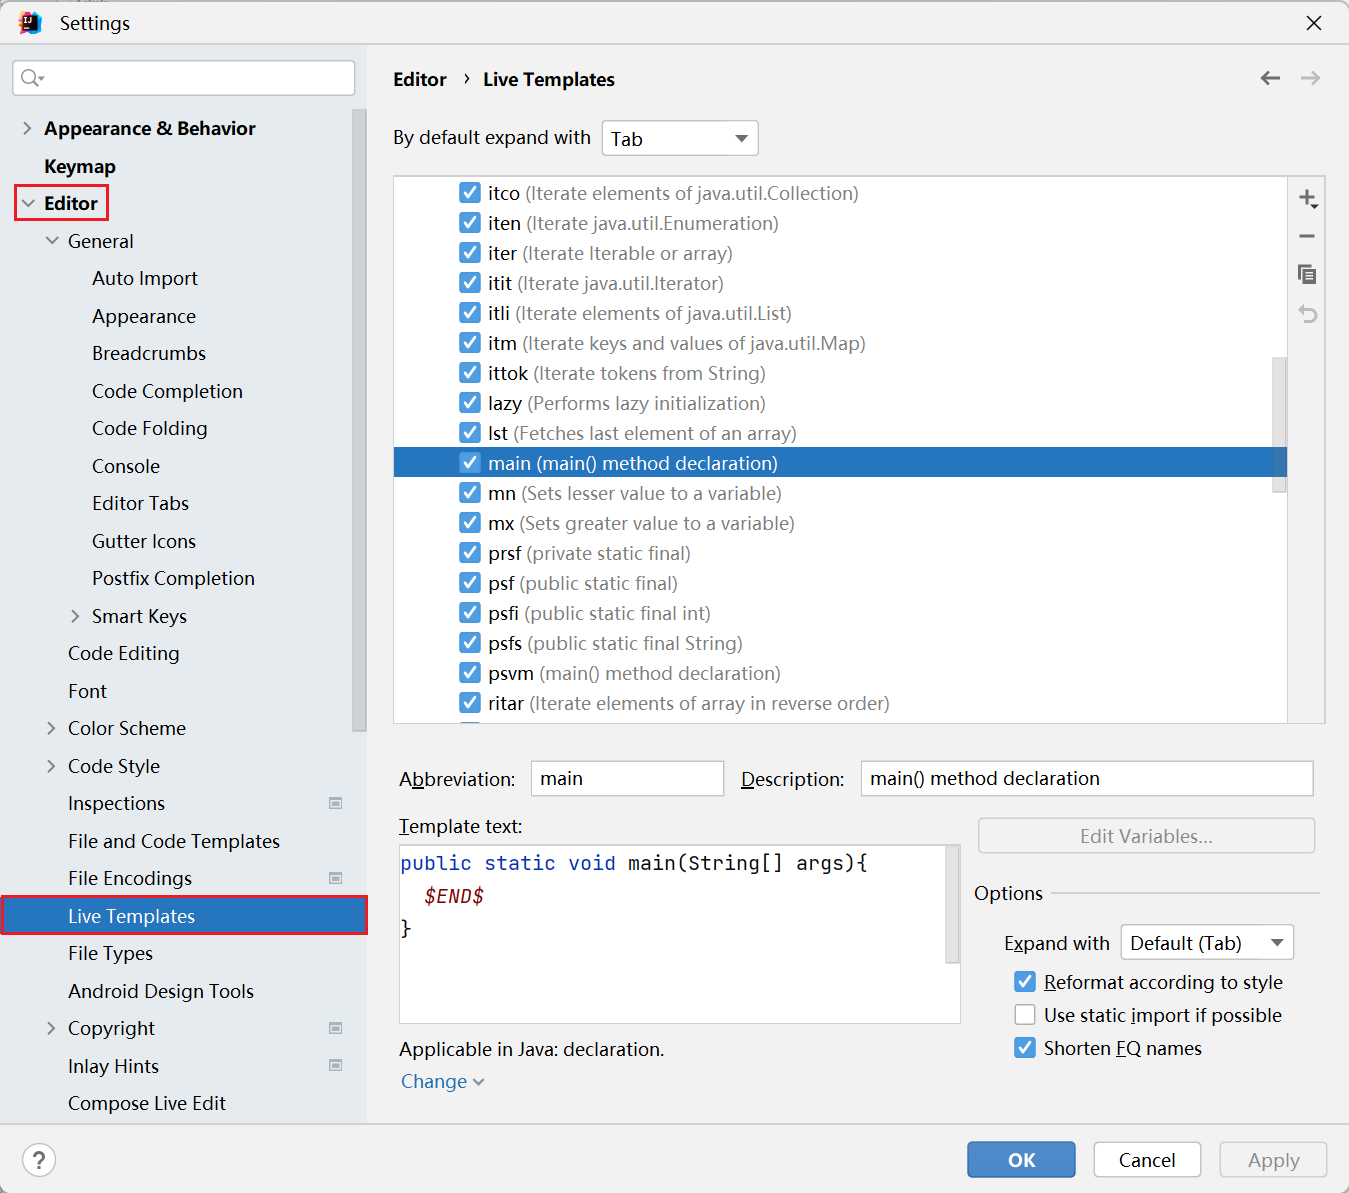 Settings
Appearance & Behavior
Keymap
Editor
General
Auto Import
Appearance
Breadcrumbs
Code Completion
Code Folding
Console
Editor Tabs
Gutter Icons
Postfix Completion
Smart Keys
Code Editing
Font
Color Scheme
Code Style
Inspections
File and Code Templates
File Encodings
Live Templates
File Types
Android Design Tools
Copyright
Inlay Hints
Compose Live Edit
Editor › Live Templates
By default expand with Tab
itco (Iterate elements of java.util.Collection)
iten (Iterate java.util.Enumeration)
iter (Iterate Iterable or array)
itit (Iterate java.util.Iterator)
itli (Iterate elements of java.util.List)
itm (Iterate keys and values of java.util.Map)
ittok (Iterate tokens from String)
lazy (Performs lazy initialization)
lst (Fetches last element of an array)
main (main() method declaration)
mn (Sets lesser value to a variable)
mx (Sets greater value to a variable)
prsf (private static final)
psf (public static final)
psfi (public static final int)
psfs (public static final String)
psvm (main() method declaration)
ritar (Iterate elements of array in reverse order)
Abbreviation: main Description: main() method declaration
Template text:
public static void main(String[] args){
$END$
}
Applicable in Java: declaration.
Change
Edit Variables...
Options
Expand with Default (Tab)
Reformat according to style
Use static import if possible
Shorten FQ names
?
OK Cancel Apply